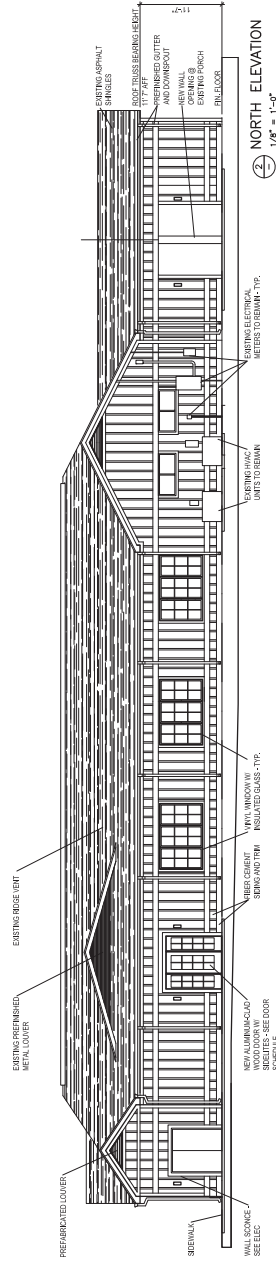 EXISTING PREFINISHED
METAL LOUVER
EXISTING RIDGE VENT
PREFABRICATED LOUVER
EXISTING ASPHALT
SHINGLES
ROOF TRUSS BEARING HEIGHT
11' 7" AFF
PREFINISHED GUTTER
AND DOWNSPOUT
NEW WALL
OPENING @
EXISTING PORCH
FIN. FLOOR
11'-7"
SIDEWALK
WALL SCONCE -
SEE ELEC
NEW ALUMINUM-CLAD
WOOD DOOR W/
SIDELITES - SEE DOOR
SCHEDULE
FIBER CEMENT
SIDING AND TRIM
VINYL WINDOW W/
INSULATED GLASS - TYP.
EXISTING HVAC
UNITS TO REMAIN
EXISTING ELECTRICAL
METERS TO REMAIN - TYP.
2
NORTH ELEVATION
1/8" = 1'-0"